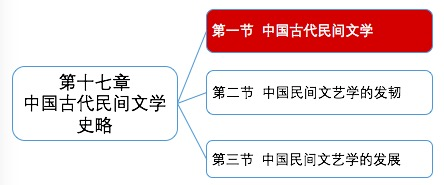 第十七章
中国古代民间文学
史略
第一节 中国古代民间文学
第二节 中国民间文艺学的发轫
第三节 中国民间文艺学的发展